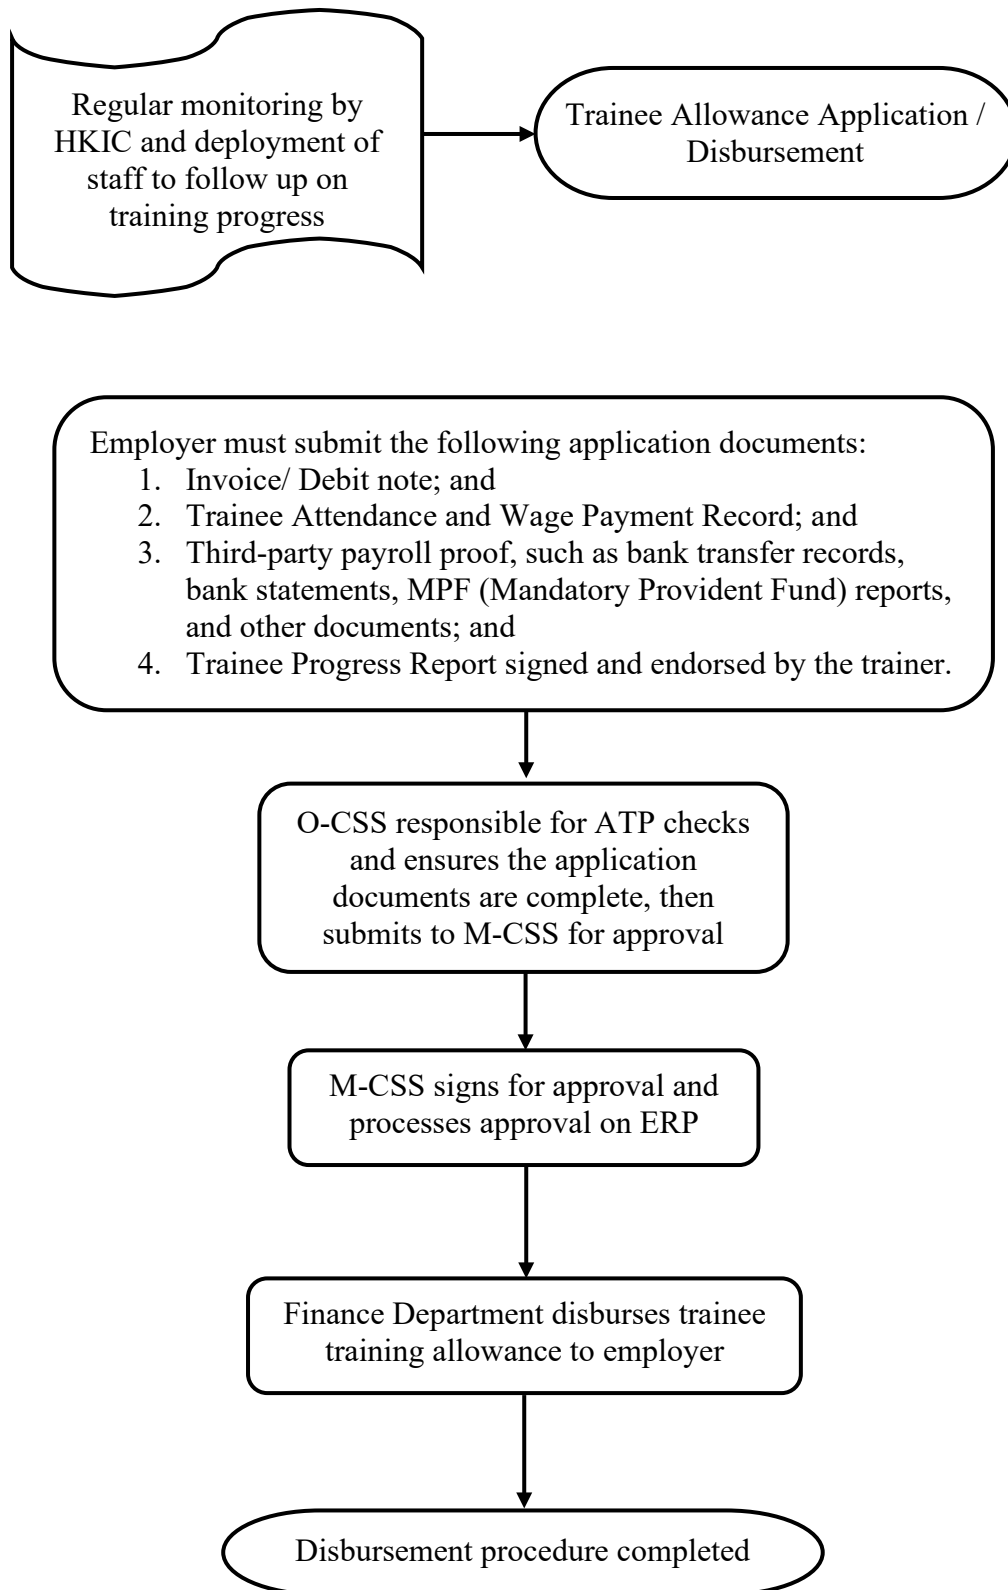 Regular monitoring by
HKIC and deployment of
staff to follow up on
training progress
Trainee Allowance Application /
Disbursement
Employer must submit the following application documents:
1. Invoice/ Debit note; and
2. Trainee Attendance and Wage Payment Record; and
3. Third-party payroll proof, such as bank transfer records,
bank statements, MPF (Mandatory Provident Fund) reports,
and other documents; and
4. Trainee Progress Report signed and endorsed by the trainer.
O-CSS responsible for ATP checks
and ensures the application
documents are complete, then
submits to M-CSS for approval
M-CSS signs for approval and
processes approval on ERP
Finance Department disburses trainee
training allowance to employer
Disbursement procedure completed